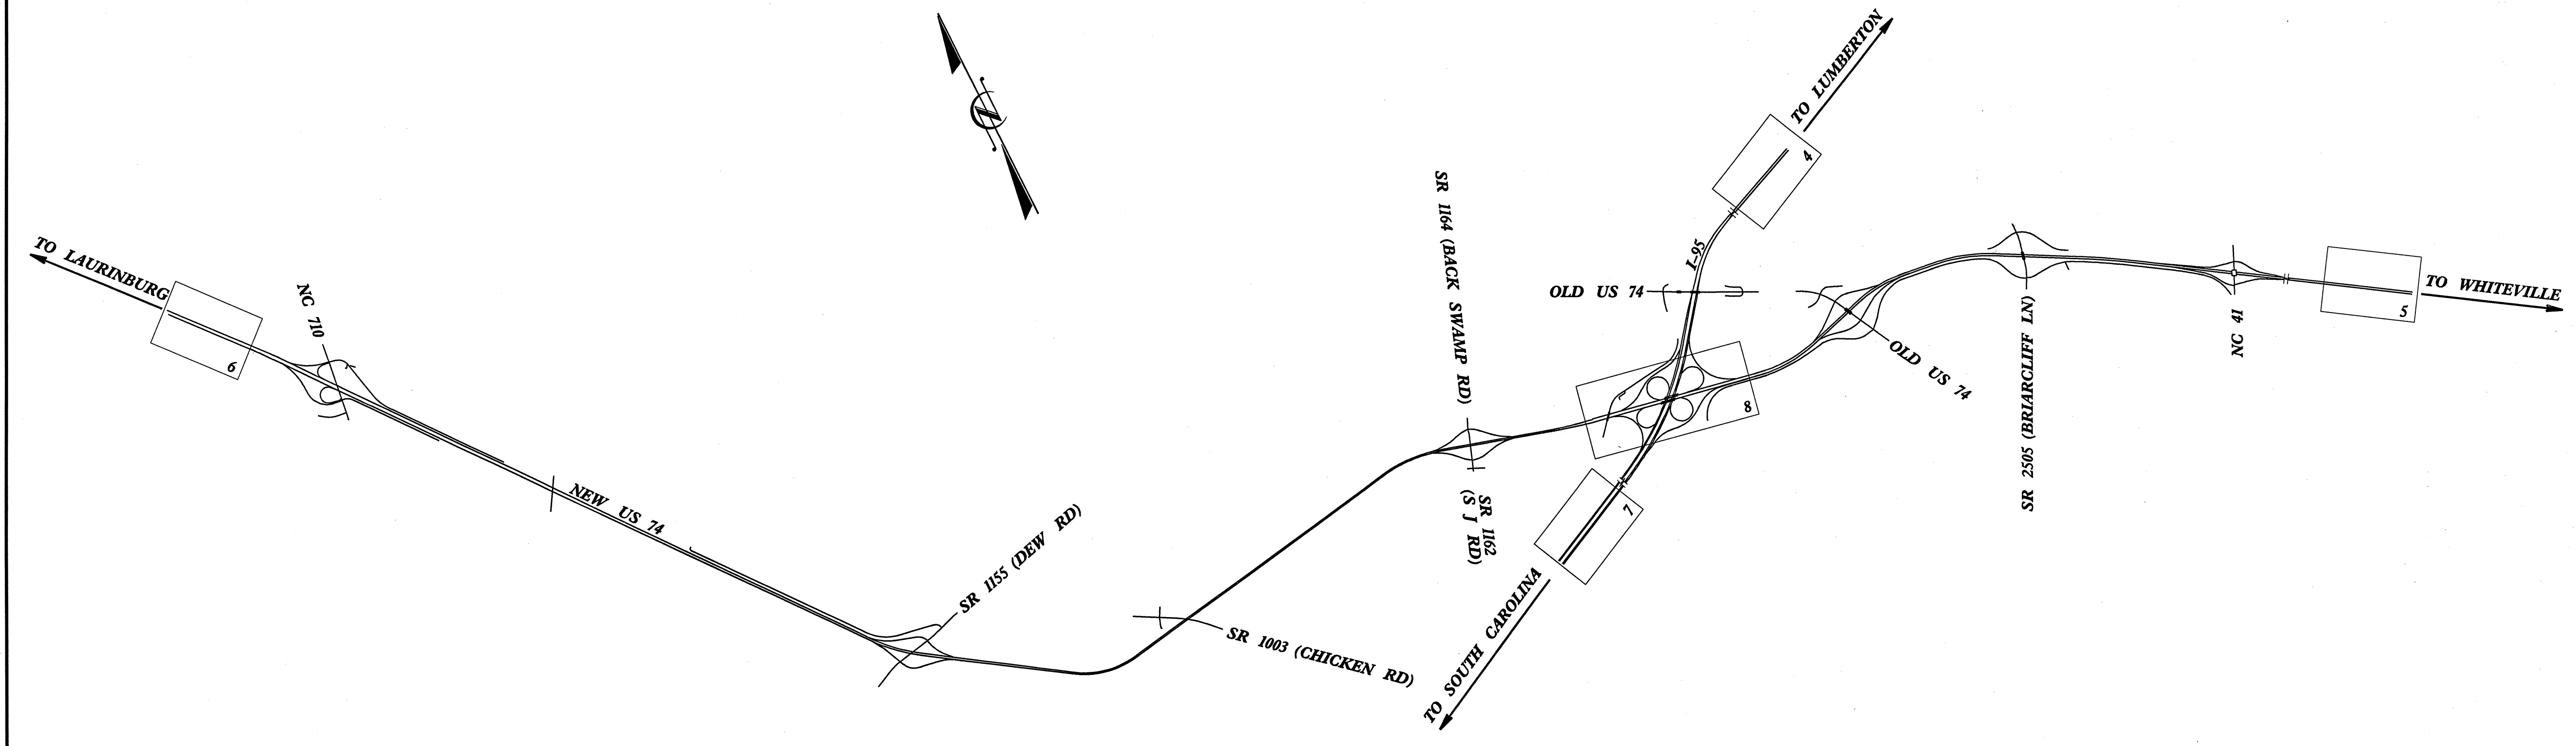 TO LAURINBURG
6
NC 710
NEW US 74
SR 1155 (DEW RD)
SR 1003 (CHICKEN RD)
N
SR 1164 (BACK SWAMP RD)
SR 1162
(S J RD)
TO LUMBERTON
4
I-95
OLD US 74
8
7
TO SOUTH CAROLINA
OLD US 74
SR 2505 (BRIARCLIFF LN)
NC 41
5
TO WHITEVILLE